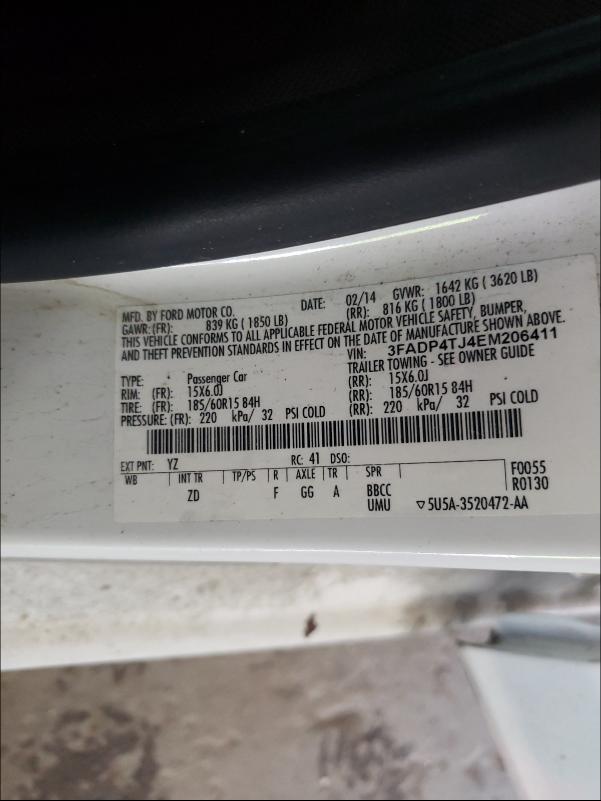 MFD. BY FORD MOTOR CO.
DATE: 02/14 GVWR: 1642 KG ( 3620 LB)
GAWR: (FR): 839 KG ( 1850 LB) (RR): 816 KG ( 1800 LB)
THIS VEHICLE CONFORMS TO ALL APPLICABLE FEDERAL MOTOR VEHICLE SAFETY, BUMPER,
AND THEFT PREVENTION STANDARDS IN EFFECT ON THE DATE OF MANUFACTURE SHOWN ABOVE.
VIN: 3FADP4TJ4EM206411
TRAILER TOWING - SEE OWNER GUIDE
TYPE: Passenger Car
RIM: (FR): 15X6.0J (RR): 15X6.0J
TIRE: (FR): 185/60R15 84H (RR): 185/60R15 84H
PRESSURE: (FR): 220 kPa/ 32 PSI COLD (RR): 220 kPa/ 32 PSI COLD
EXT PNT: YZ RC: 41 DSO:
WB INT TR TP/PS R AXLE TR SPR
ZD F GG A BBCC
UMU
F0055
R0130
▽5U5A-3520472-AA